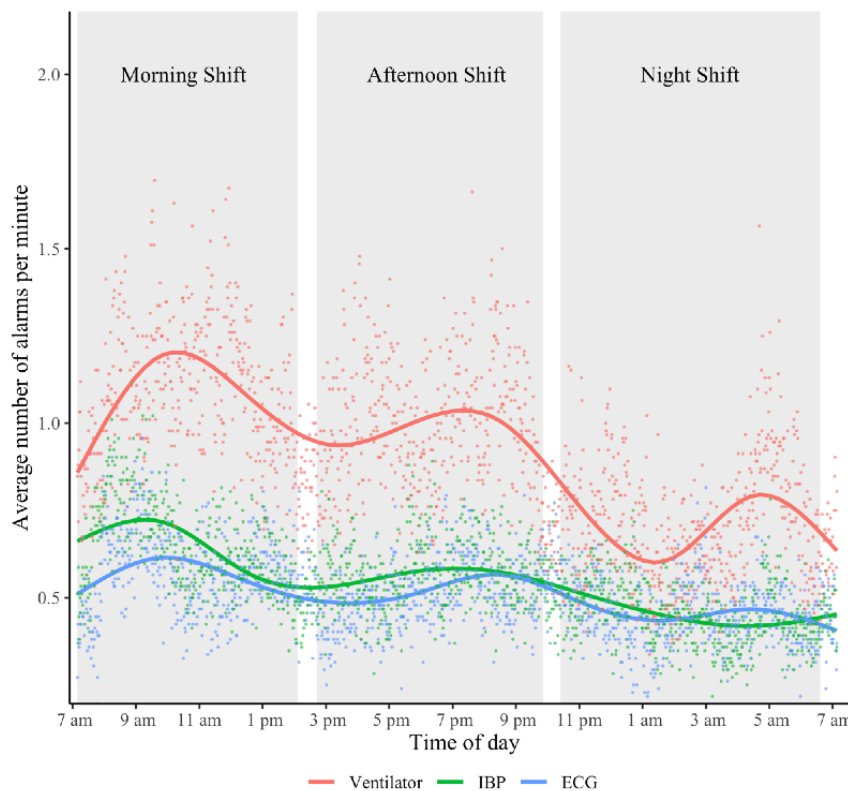 Morning Shift Afternoon Shift Night Shift
Average number of alarms per minute
2.0
1.5
1.0
0.5
7 am 9 am 11 am 1 pm 3 pm 5 pm 7 pm 9 pm 11 pm 1 am 3 am 5 am 7 am
Time of day
Ventilator IBP ECG